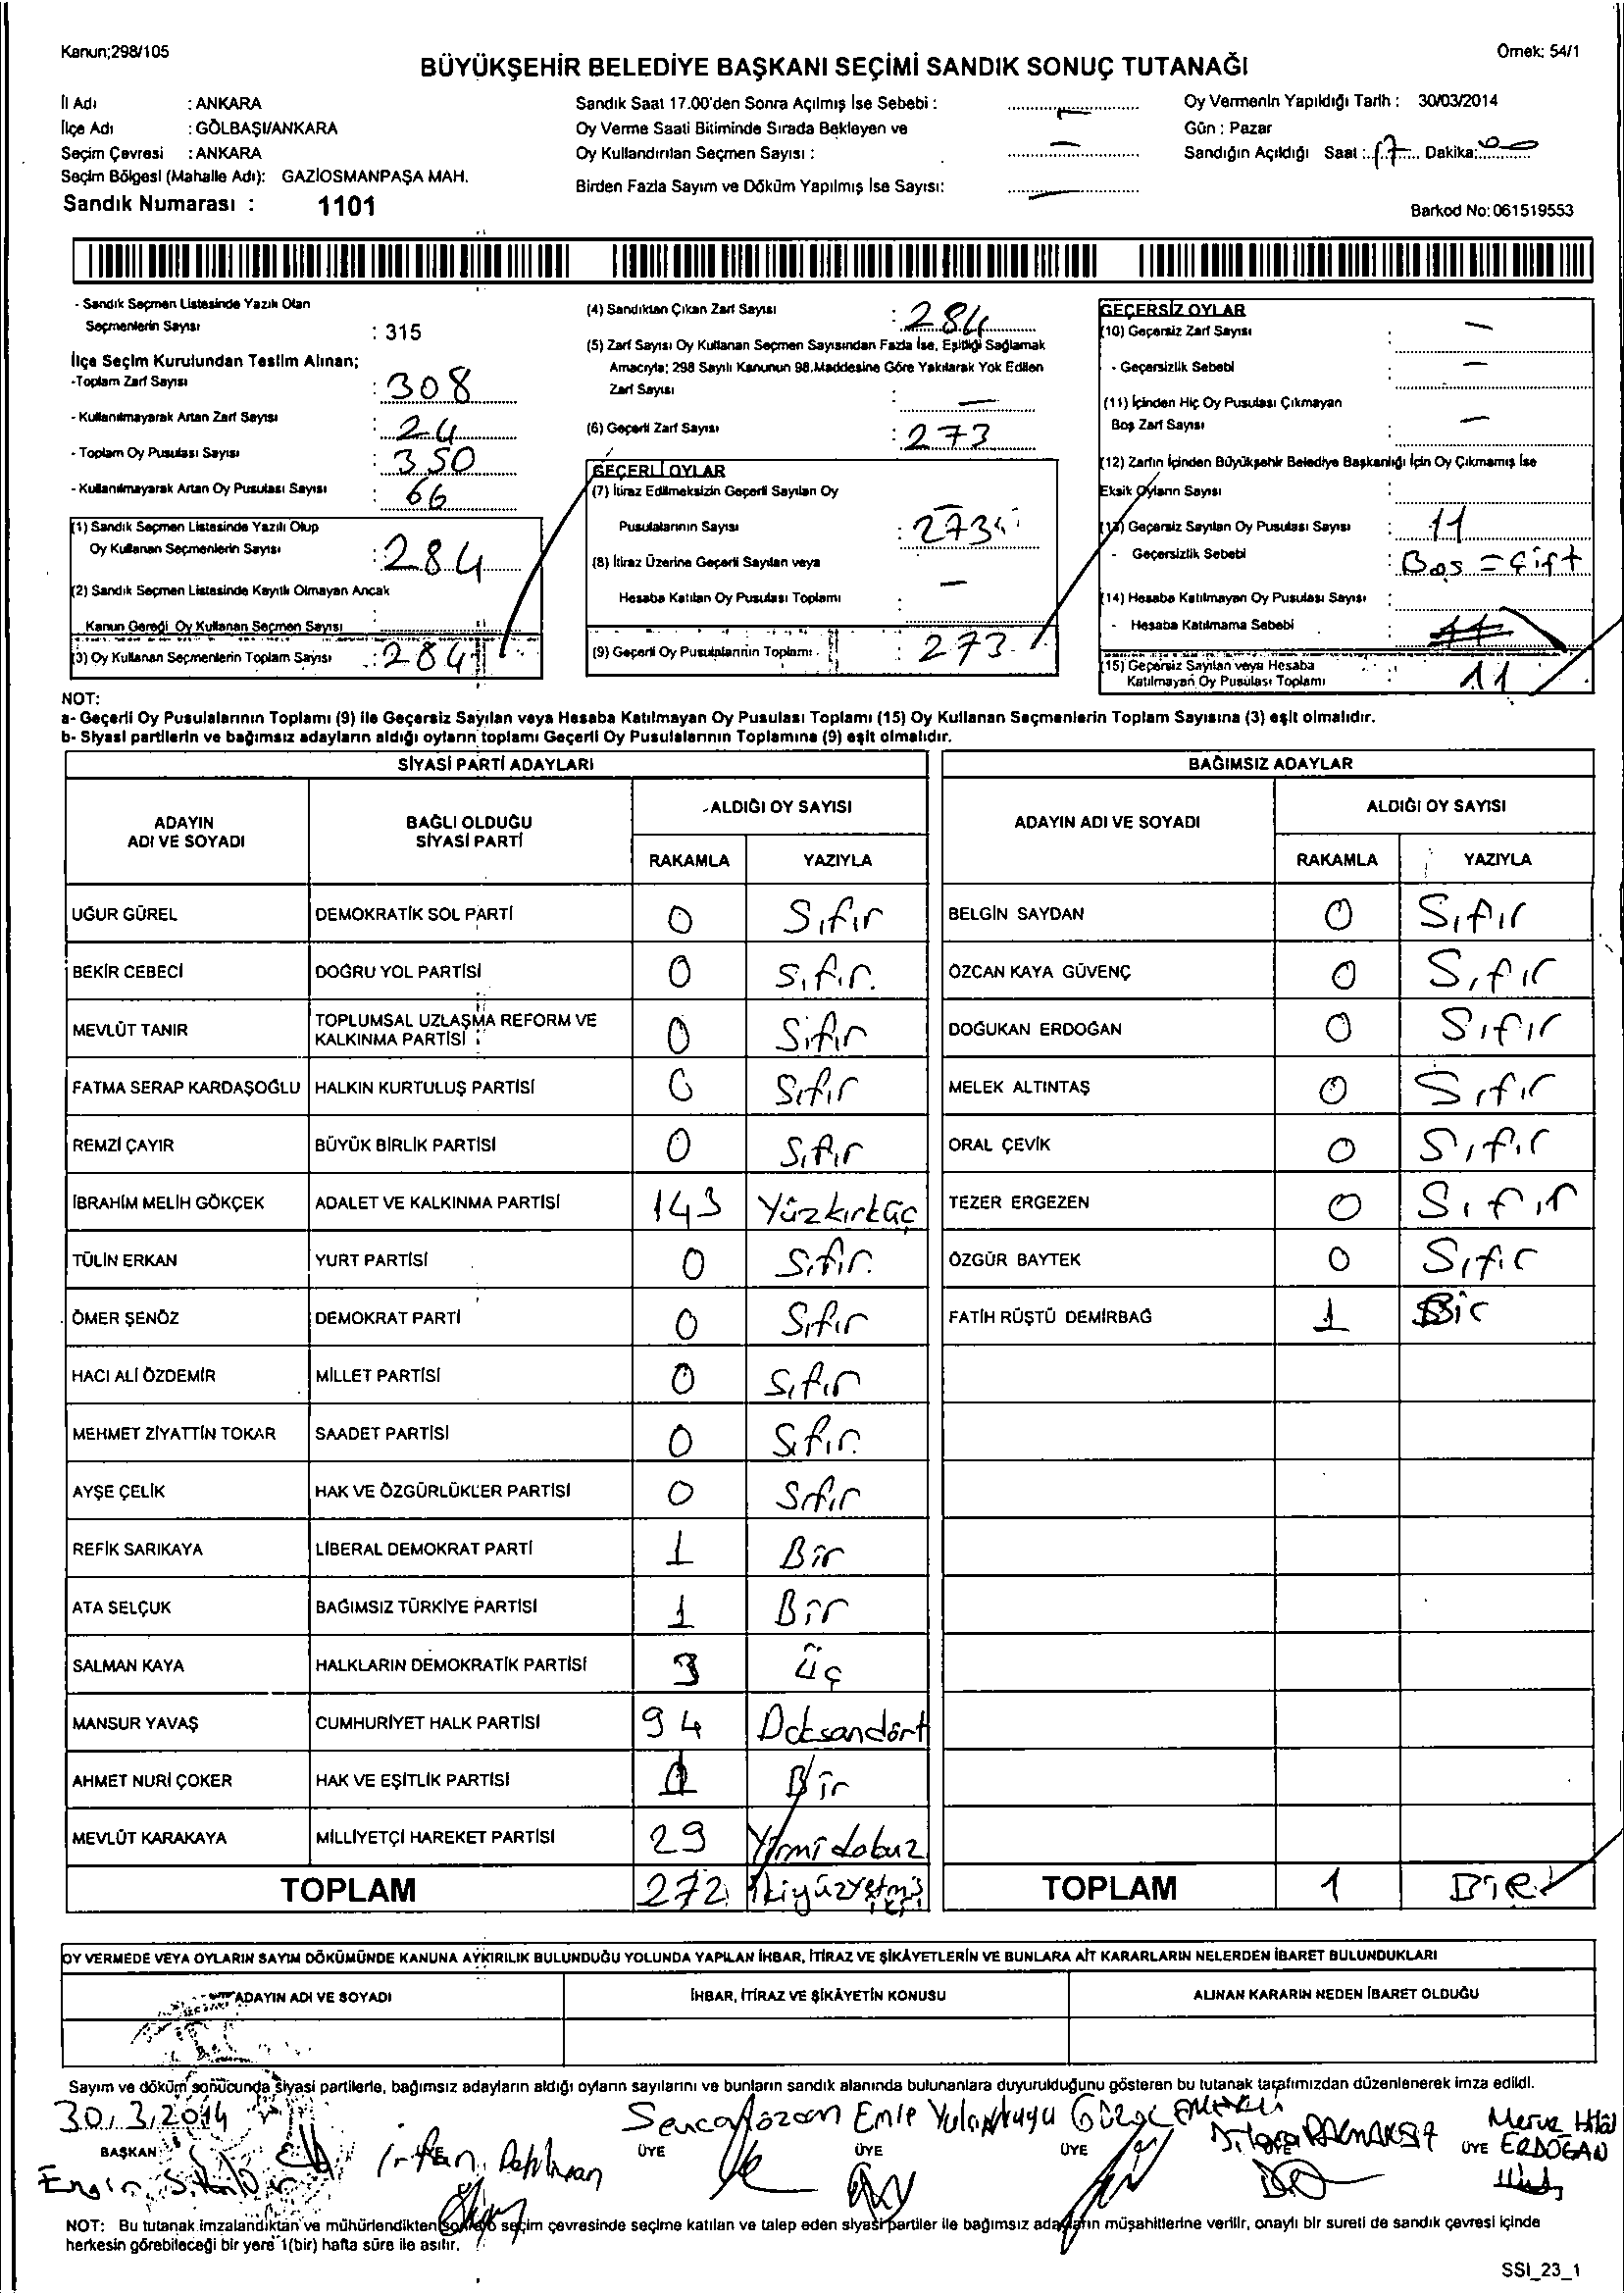 Kanun;298/105
Örnek: 54/1
BÜYÜKŞEHİR BELEDİYE BAŞKANI SEÇİMİ SANDIK SONUÇ TUTANAĞI
İl Adı : ANKARA
İlçe Adı : GÖLBAŞI/ANKARA
Seçim Çevresi : ANKARA
Seçim Bölgesi (Mahalle Adı): GAZİOSMANPAŞA MAH.
Sandık Numarası : 1101
Sandık Saat 17.00'den Sonra Açılmış İse Sebebi : –
Oy Verme Saati Bitiminde Sırada Bekleyen ve
Oy Kullandırılan Seçmen Sayısı : –
Birden Fazla Sayım ve Döküm Yapılmış İse Sayısı: –
Oy Vermenin Yapıldığı Tarih : 30/03/2014
Gün : Pazar
Sandığın Açıldığı Saat : 17 Dakika: 00
Barkod No: 061519553
- Sandık Seçmen Listesinde Yazılı Olan
Seçmenlerin Sayısı : 315
İlçe Seçim Kurulundan Teslim Alınan;
-Toplam Zarf Sayısı : 308
- Kullanılmayarak Artan Zarf Sayısı : 24
- Toplam Oy Pusulası Sayısı : 350
- Kullanılmayarak Artan Oy Pusulası Sayısı : 66
(1) Sandık Seçmen Listesinde Yazılı Olup
Oy Kullanan Seçmenlerin Sayısı : 284
(2) Sandık Seçmen Listesinde Kayıtlı Olmayan Ancak
Kanun Gereği Oy Kullanan Seçmen Sayısı :
(3) Oy Kullanan Seçmenlerin Toplam Sayısı : 284
(4) Sandıktan Çıkan Zarf Sayısı : 284
(5) Zarf Sayısı Oy Kullanan Seçmen Sayısından Fazla İse, Eşitliği Sağlamak
Amacıyla; 298 Sayılı Kanunun 98.Maddesine Göre Yakılarak Yok Edilen
Zarf Sayısı : –
(6) Geçerli Zarf Sayısı : 273
GEÇERLİ OYLAR
(7) İtiraz Edilmeksizin Geçerli Sayılan Oy
Pusulalarının Sayısı : 273
(8) İtiraz Üzerine Geçerli Sayılan veya
Hesaba Katılan Oy Pusulası Toplamı : –
(9) Geçerli Oy Pusulalarının Toplamı : 273
GEÇERSİZ OYLAR
(10) Geçersiz Zarf Sayısı : –
- Geçersizlik Sebebi : –
(11) İçinden Hiç Oy Pusulası Çıkmayan
Boş Zarf Sayısı : –
(12) Zarfın İçinden Büyükşehir Belediye Başkanlığı İçin Oy Çıkmamış İse
Eksik Oyların Sayısı :
(13) Geçersiz Sayılan Oy Pusulası Sayısı : 11
- Geçersizlik Sebebi : Boş = Çift
(14) Hesaba Katılmayan Oy Pusulası Sayısı :
- Hesaba Katılmama Sebebi : 11
(15) Geçersiz Sayılan veya Hesaba
Katılmayan Oy Pusulası Toplamı : 11
NOT:
a- Geçerli Oy Pusulalarının Toplamı (9) ile Geçersiz Sayılan veya Hesaba Katılmayan Oy Pusulası Toplamı (15) Oy Kullanan Seçmenlerin Toplam Sayısına (3) eşit olmalıdır.
b- Siyasi partilerin ve bağımsız adayların aldığı oyların toplamı Geçerli Oy Pusulalarının Toplamına (9) eşit olmalıdır.
SİYASİ PARTİ ADAYLARI
ADAYIN ADI VE SOYADI BAĞLI OLDUĞU SİYASİ PARTİ ALDIĞI OY SAYISI
RAKAMLA YAZIYLA
UĞUR GÜREL DEMOKRATİK SOL PARTİ 0 Sıfır
BEKİR CEBECİ DOĞRU YOL PARTİSİ 0 Sıfır.
MEVLÜT TANIR TOPLUMSAL UZLAŞMA REFORM VE KALKINMA PARTİSİ 0 Sıfır
FATMA SERAP KARDAŞOĞLU HALKIN KURTULUŞ PARTİSİ 0 Sıfır
REMZİ ÇAYIR BÜYÜK BİRLİK PARTİSİ 0 Sıfır
İBRAHİM MELİH GÖKÇEK ADALET VE KALKINMA PARTİSİ 143 Yüzkırküç
TÜLİN ERKAN YURT PARTİSİ 0 Sıfır.
ÖMER ŞENÖZ DEMOKRAT PARTİ 0 Sıfır
HACI ALİ ÖZDEMİR MİLLET PARTİSİ 0 Sıfır
MEHMET ZİYATTİN TOKAR SAADET PARTİSİ 0 Sıfır.
AYŞE ÇELİK HAK VE ÖZGÜRLÜKLER PARTİSİ 0 Sıfır
REFİK SARIKAYA LİBERAL DEMOKRAT PARTİ 1 Bir
ATA SELÇUK BAĞIMSIZ TÜRKİYE PARTİSİ 1 Bir
SALMAN KAYA HALKLARIN DEMOKRATİK PARTİSİ 3 Üç
MANSUR YAVAŞ CUMHURİYET HALK PARTİSİ 94 Doksandört
AHMET NURİ ÇOKER HAK VE EŞİTLİK PARTİSİ 1 Bir
MEVLÜT KARAKAYA MİLLİYETÇİ HAREKET PARTİSİ 29 Yirmidokuz
TOPLAM 272 İkiyüzyetmiş iki
BAĞIMSIZ ADAYLAR
ADAYIN ADI VE SOYADI ALDIĞI OY SAYISI
RAKAMLA YAZIYLA
BELGİN SAYDAN 0 Sıfır
ÖZCAN KAYA GÜVENÇ 0 Sıfır
DOĞUKAN ERDOĞAN 0 Sıfır
MELEK ALTINTAŞ 0 Sıfır
ORAL ÇEVİK 0 Sıfır
TEZER ERGEZEN 0 Sıfır
ÖZGÜR BAYTEK 0 Sıfır
FATİH RÜŞTÜ DEMİRBAĞ 1 Bir
TOPLAM 1 BİR
OY VERMEDE VEYA OYLARIN SAYIM DÖKÜMÜNDE KANUNA AYKIRILIK BULUNDUĞU YOLUNDA YAPILAN İHBAR, İTİRAZ VE ŞİKÂYETLERİN VE BUNLARA AİT KARARLARIN NELERDEN İBARET BULUNDUKLARI
ADAYIN ADI VE SOYADI İHBAR, İTİRAZ VE ŞİKÂYETİN KONUSU ALINAN KARARIN NEDEN İBARET OLDUĞU
Sayım ve döküm sonucunda siyasi partilerle, bağımsız adayların aldığı oyların sayılarını ve bunların sandık alanında bulunanlara duyurulduğunu gösteren bu tutanak tarafımızdan düzenlenerek imza edildi.
30.3.2014
BAŞKAN ÜYE ÜYE ÜYE ÜYE
Engin
İrfan
Emle
Merve Hilâl
ERDOĞAN
NOT: Bu tutanak imzalandıktan ve mühürlendikten sonra o seçim çevresinde seçime katılan ve talep eden siyasi partiler ile bağımsız adayların müşahitlerine verilir, onaylı bir sureti de sandık çevresi içinde
herkesin görebileceği bir yere 1(bir) hafta süre ile asılır.
SSI_23_1